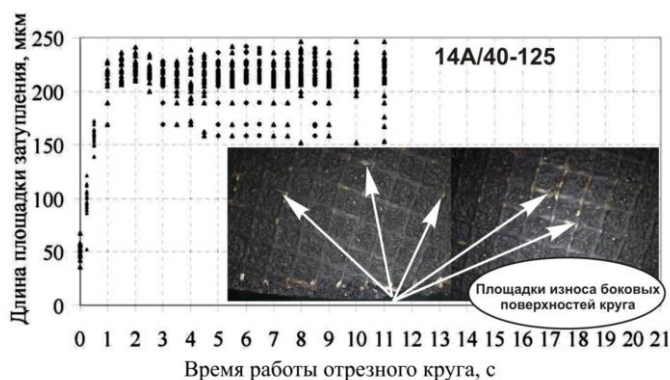 Длина площадки затупления, мкм
250
200
150
100
50
0
14А/40-125
Площадки износа боковых
поверхностей круга
0 1 2 3 4 5 6 7 8 9 10 11 12 13 14 15 16 17 18 19 20 21
Время работы отрезного круга, с